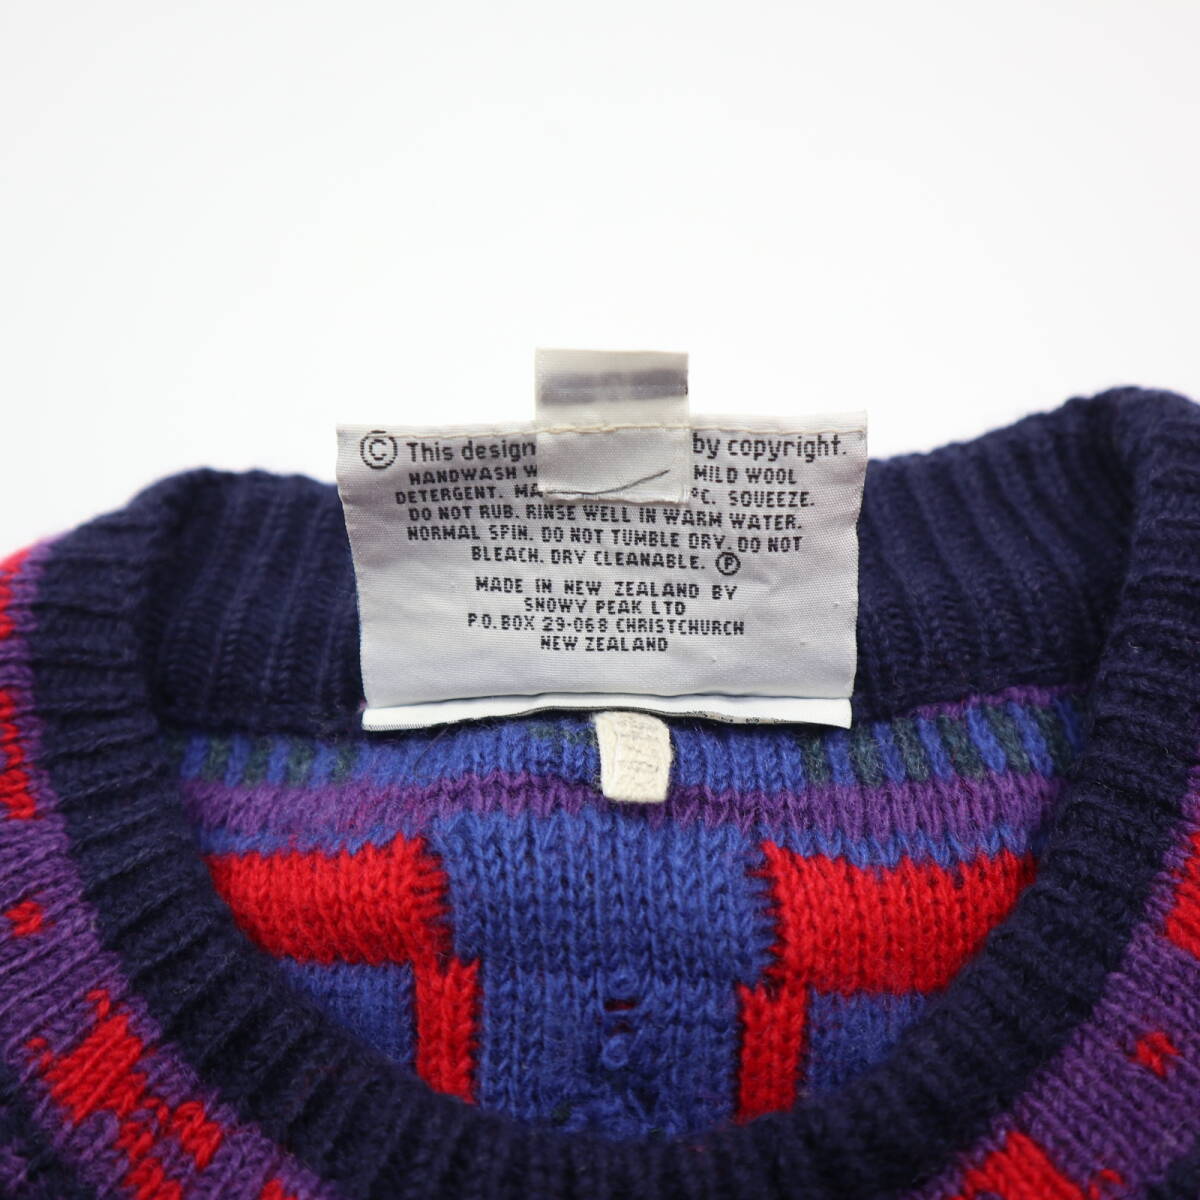 © This design by copyright.
HANDWASH MILD WOOL
DETERGENT. °C. SQUEEZE.
DO NOT RUB. RINSE WELL IN WARM WATER.
NORMAL SPIN. DO NOT TUMBLE DRY. DO NOT
BLEACH. DRY CLEANABLE. Ⓟ
MADE IN NEW ZEALAND BY
SNOWY PEAK LTD
P.O. BOX 29-068 CHRISTCHURCH
NEW ZEALAND